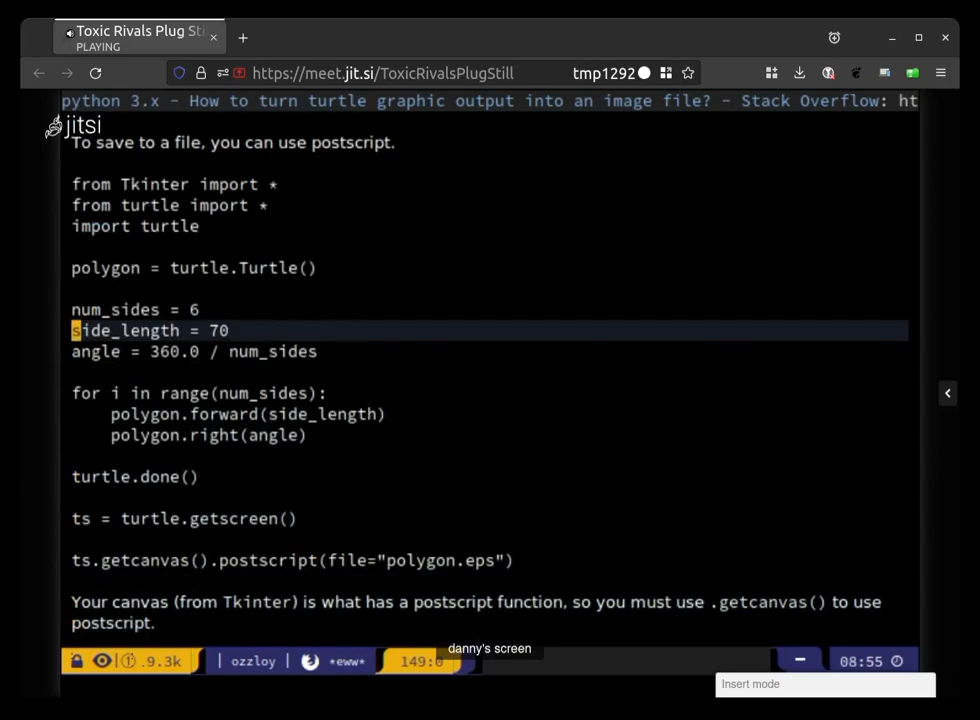 Toxic Rivals Plug Sti
PLAYING
https://meet.jit.si/ToxicRivalsPlugStill
tmp1292
python 3.x - How to turn turtle graphic output into an image file? - Stack Overflow: ht
jitsi
To save to a file, you can use postscript.
from Tkinter import *
from turtle import *
import turtle
polygon = turtle.Turtle()
num_sides = 6
side_length = 70
angle = 360.0 / num_sides
for i in range(num_sides):
    polygon.forward(side_length)
    polygon.right(angle)
turtle.done()
ts = turtle.getscreen()
ts.getcanvas().postscript(file="polygon.eps")
Your canvas (from Tkinter) is what has a postscript function, so you must use .getcanvas() to use
postscript.
danny's screen
① .9.3k | ozzloy | *eww* 149:0 - 08:55
Insert mode